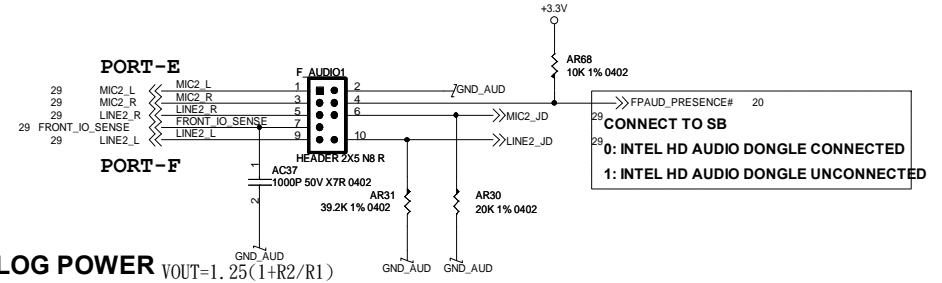 +3.3V
PORT-E
AR68
10K 1% 0402
F_AUDIO1
29 MIC2_L MIC2_L 1 2 GND_AUD
29 MIC2_R MIC2_R 3 4 FPAUD_PRESENCE# 20
29 LINE2_R LINE2_R 5 6 MIC2_JD 29
29 FRONT_IO_SENSE FRONT_IO_SENSE 7
29 LINE2_L LINE2_L 9 10 LINE2_JD 29
CONNECT TO SB
0: INTEL HD AUDIO DONGLE CONNECTED
1: INTEL HD AUDIO DONGLE UNCONNECTED
PORT-F
HEADER 2X5 N8 R
AC37
1000P 50V X7R 0402
1
2
AR31
39.2K 1% 0402
AR30
20K 1% 0402
GND_AUD
GND_AUD
GND_AUD
LOG POWER VOUT=1.25(1+R2/R1)